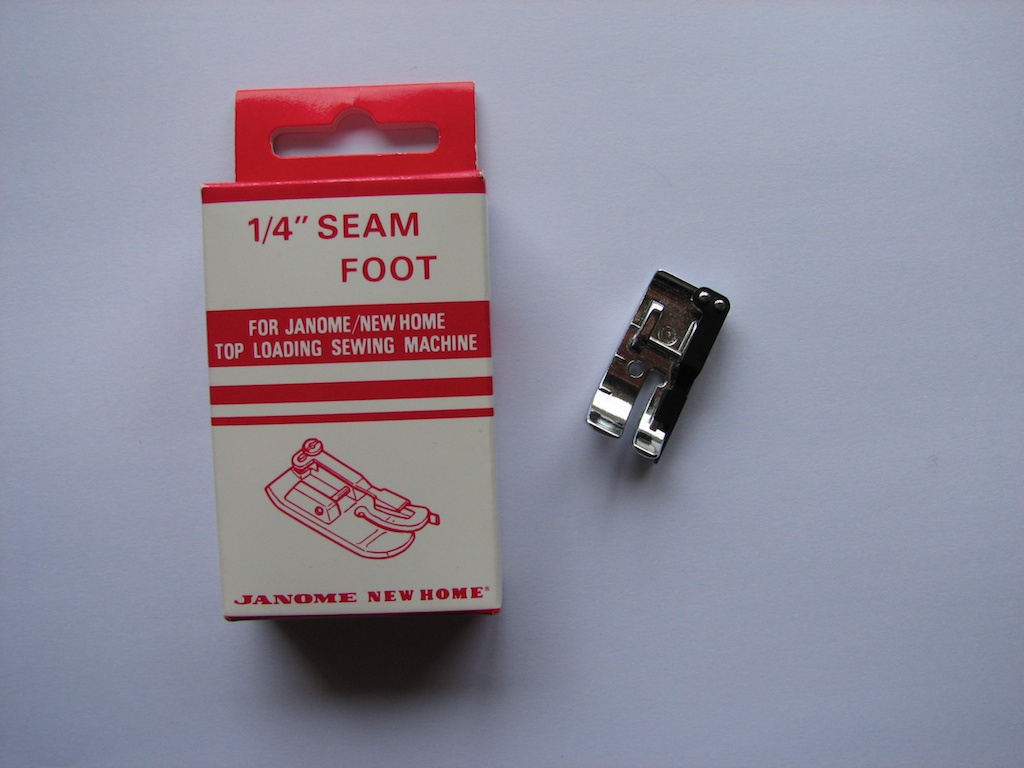 1/4" SEAM
FOOT
FOR JANOME/NEW HOME
TOP LOADING SEWING MACHINE
JANOME NEW HOME®